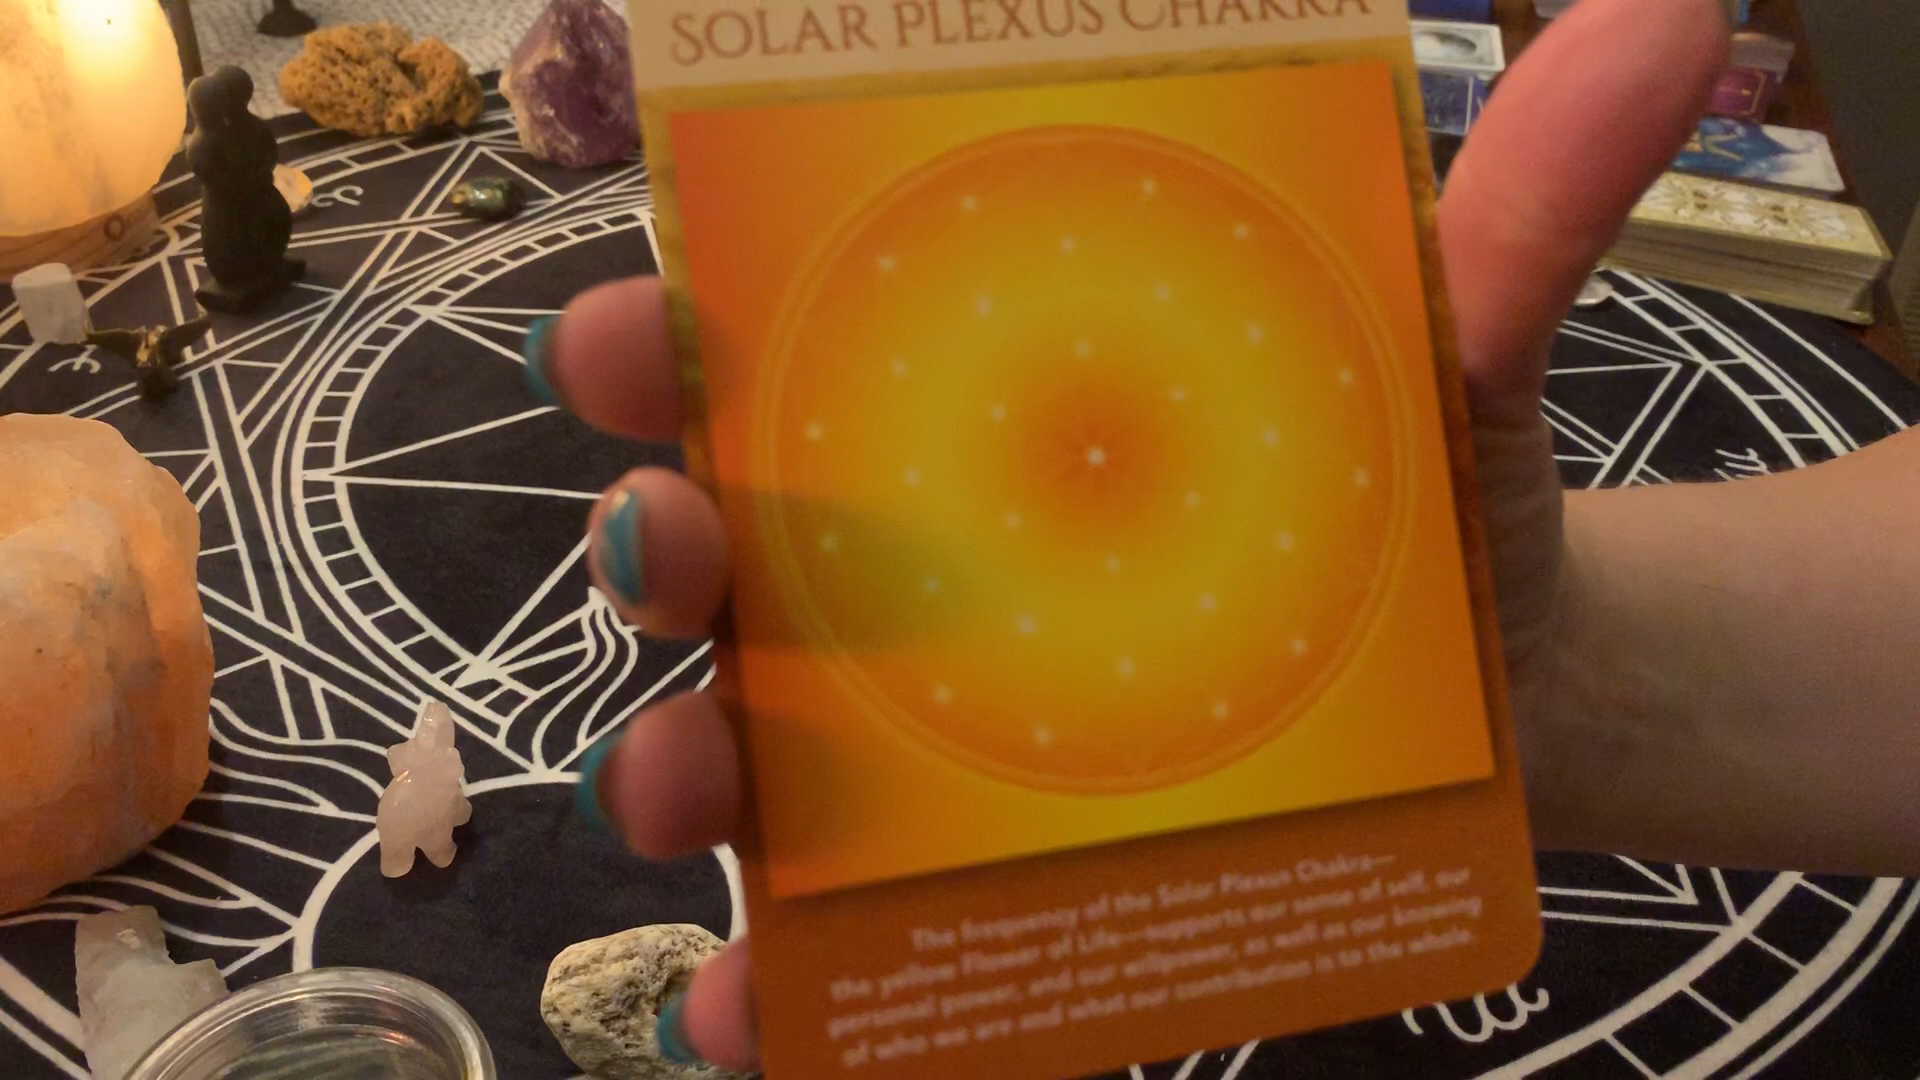 SOLAR PLEXUS CHAKRA
The frequency of the Solar Plexus Chakra—
the yellow Flower of Life—supports our sense of self, our
personal power, and our willpower, as well as our knowing
of who we are and what our contribution is to the whole.